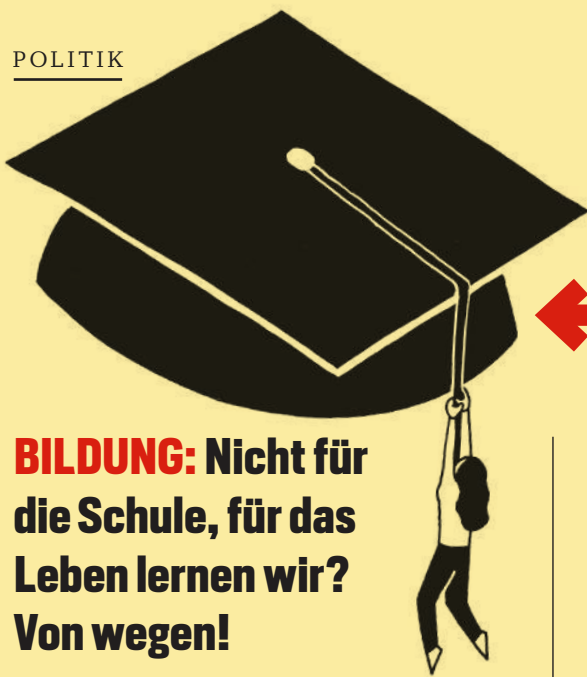 POLITIK
BILDUNG: Nicht für
die Schule, für das
Leben lernen wir?
Von wegen!